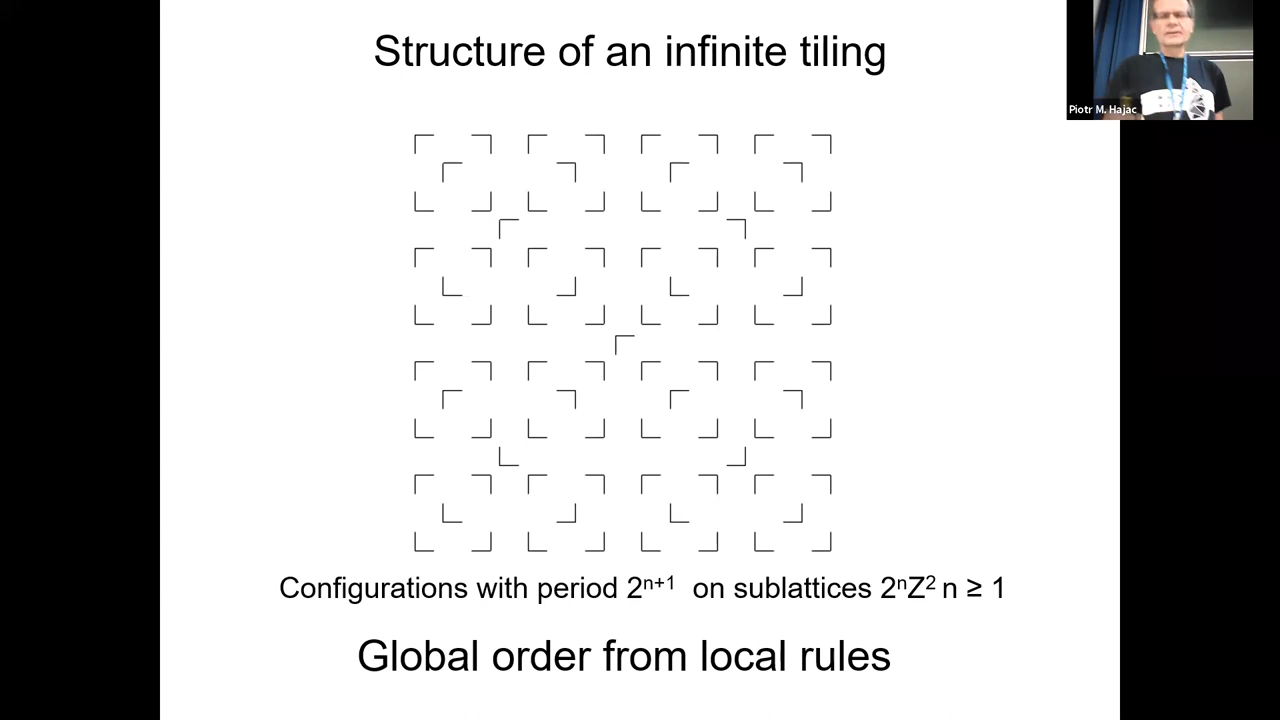 Structure of an infinite tiling
Piotr M. Hajac
Configurations with period 2ⁿ⁺¹ on sublattices 2ⁿZ² n ≥ 1
Global order from local rules